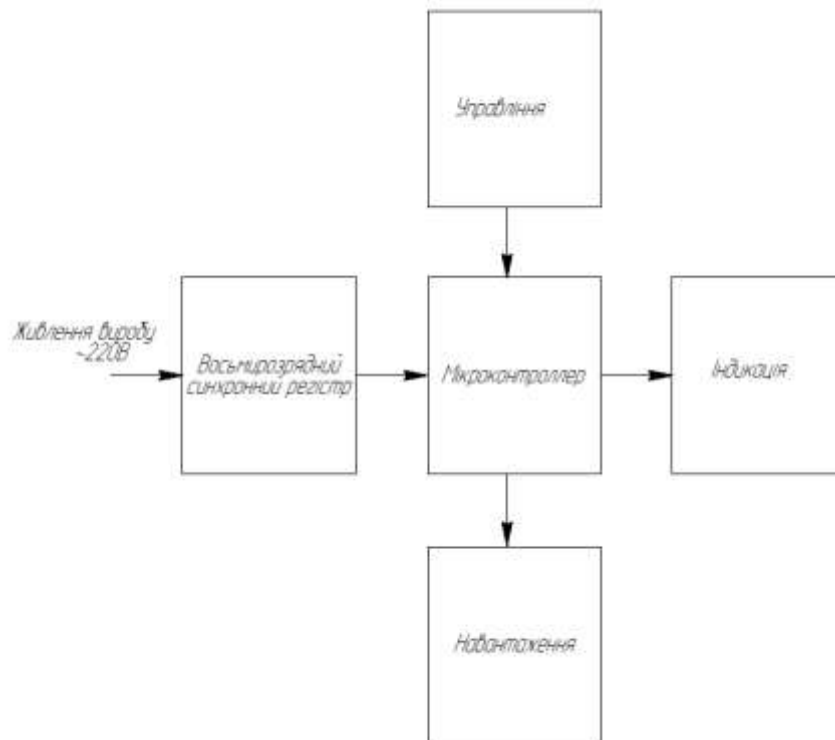 Управління
Живлення виробу
~220В
Восьмирозрядний
синхронний регістр
Мікроконтроллер
Індикація
Навантаження